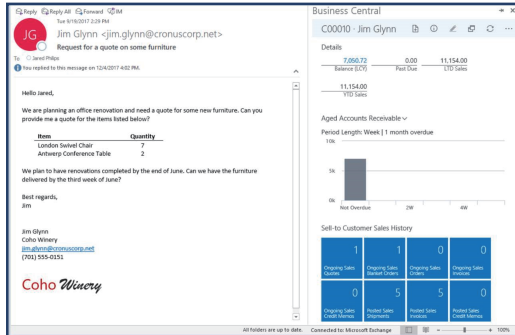 Reply Reply All Forward IM
Tue 9/19/2017 2:29 PM
JG
Jim Glynn <jim.glynn@cronuscorp.net>
Request for a quote on some furniture
To: Jared Philips
You replied to this message on 12/4/2017 4:02 PM.
Hello Jared,
We are planning an office renovation and need a quote for some new furniture. Can you
provide me a quote for the items listed below?
Item Quantity
London Swivel Chair 7
Antwerp Conference Table 2
We plan to have renovations completed by the end of June. Can we have the furniture
delivered by the third week of June?
Best regards,
Jim
Jim Glynn
Coho Winery
jim.glynn@cronuscorp.net
(701) 555-0151
Coho Winery
Business Central
C00010 · Jim Glynn
Details
7,050.72 0.00 11,154.00
Balance (LCY) Past Due LTD Sales
11,154.00
YTD Sales
Aged Accounts Receivable
Period Length: Week | 1 month overdue
10k
5k
0k
Not Overdue 2W 4W
Sell-to Customer Sales History
1 1 0 0
Ongoing Sales Quotes
Ongoing Sales Blanket Orders
Ongoing Sales Orders
Ongoing Sales Invoices
0 5 5 0
Ongoing Sales Credit Memos
Posted Sales Shipments
Posted Sales Invoices
Posted Sales Credit Memos
All folders are up to date. Connected to: Microsoft Exchange 100%